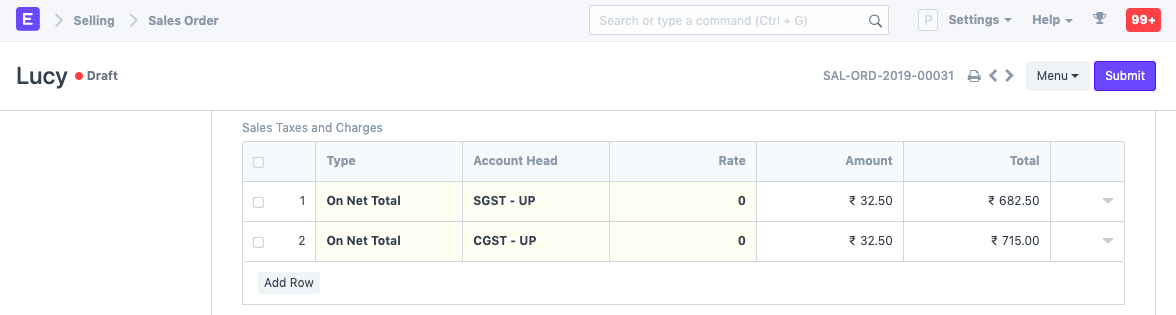 E Selling Sales Order Search or type a command (Ctrl + G) P Settings Help 99+
Lucy Draft SAL-ORD-2019-00031 Menu Submit
Sales Taxes and Charges
Type Account Head Rate Amount Total
1 On Net Total SGST - UP 0 ₹ 32.50 ₹ 682.50
2 On Net Total CGST - UP 0 ₹ 32.50 ₹ 715.00
Add Row